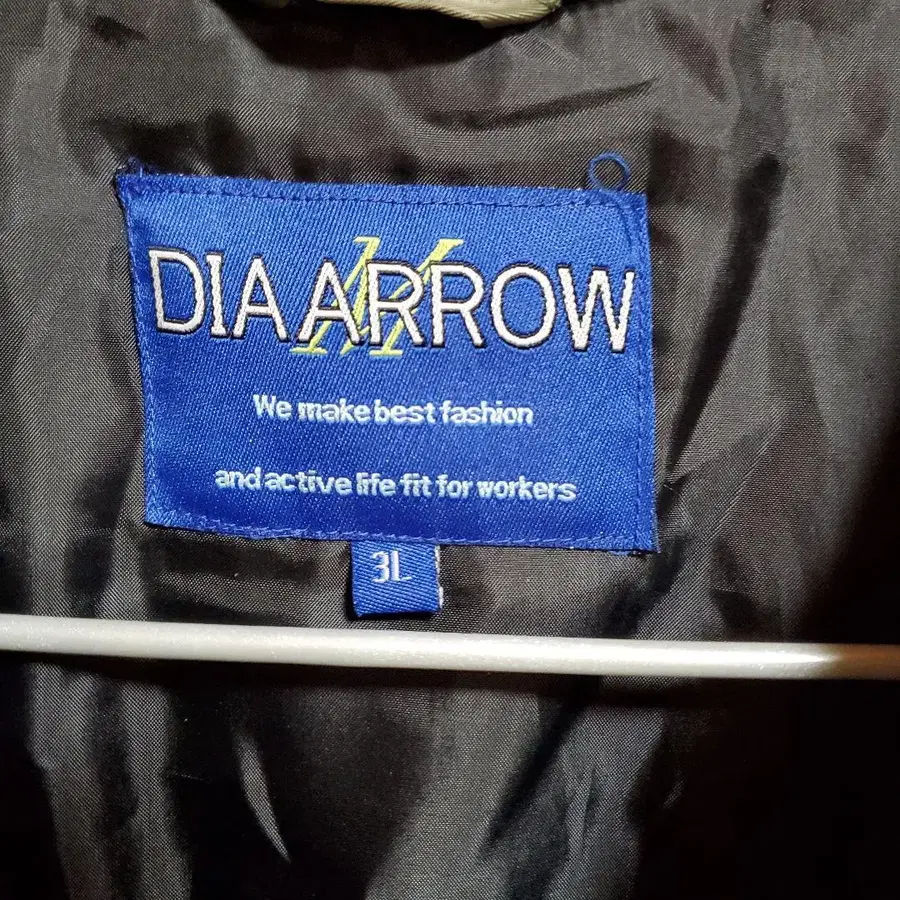 DIA ARROW
We make best fashion
and active life fit for workers
3L